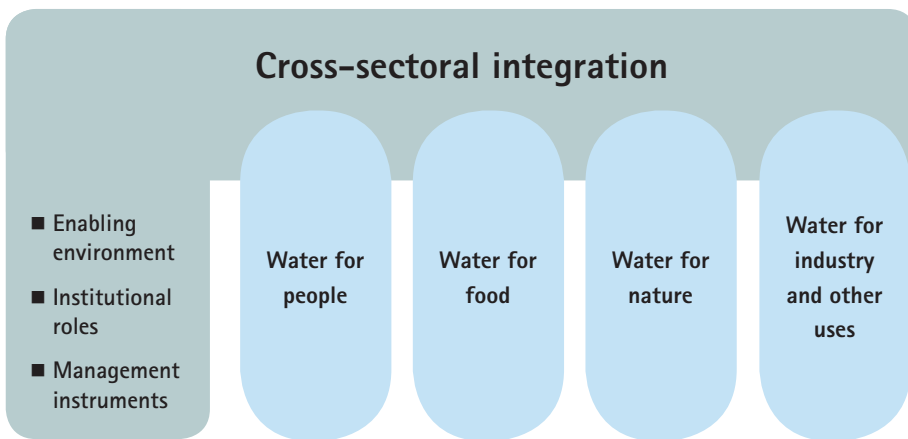 Cross-sectoral integration
■ Enabling
environment
■ Institutional
roles
■ Management
instruments
Water for
people
Water for
food
Water for
nature
Water for
industry
and other
uses